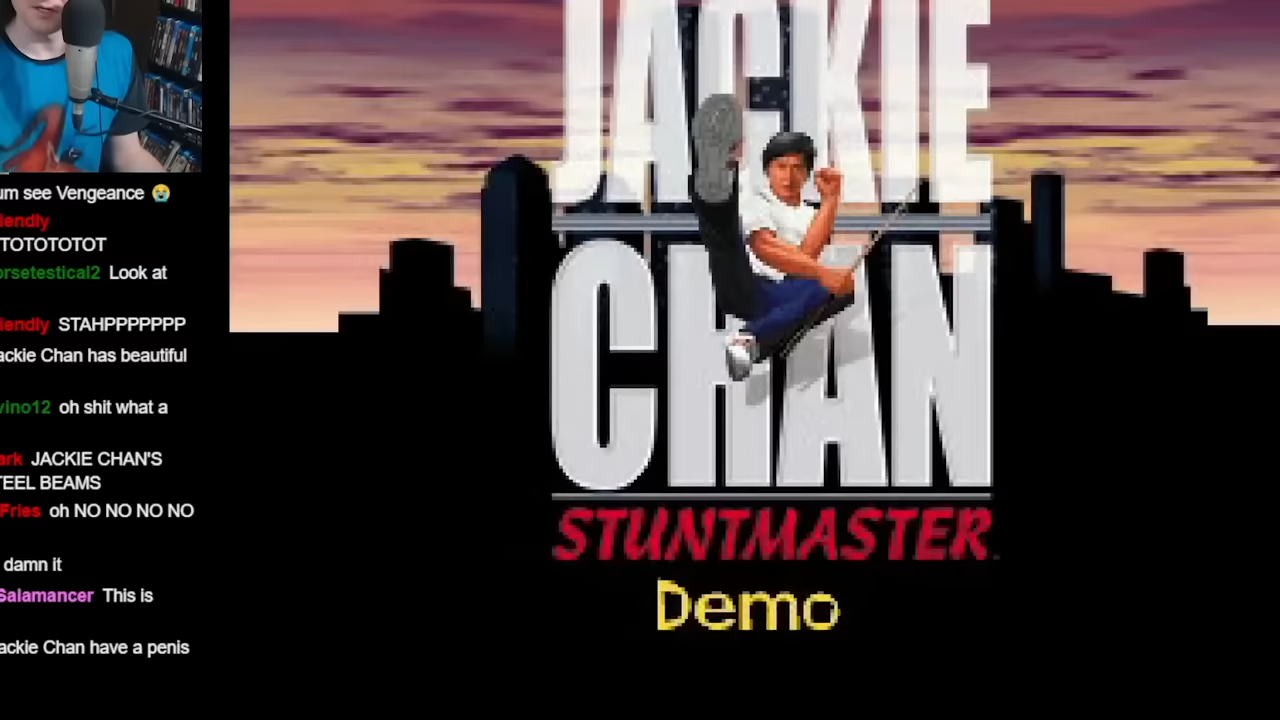 um see Vengeance 😭
iendly
TOTOTOTOT
orsetestical2 Look at
iendly STAHPPPPPPP
ackie Chan has beautiful
vino12 oh shit what a
ark JACKIE CHAN'S
TEEL BEAMS
Fries oh NO NO NO NO
damn it
Salamancer This is
ackie Chan have a penis
JACKIE
CHAN
STUNTMASTER
Demo